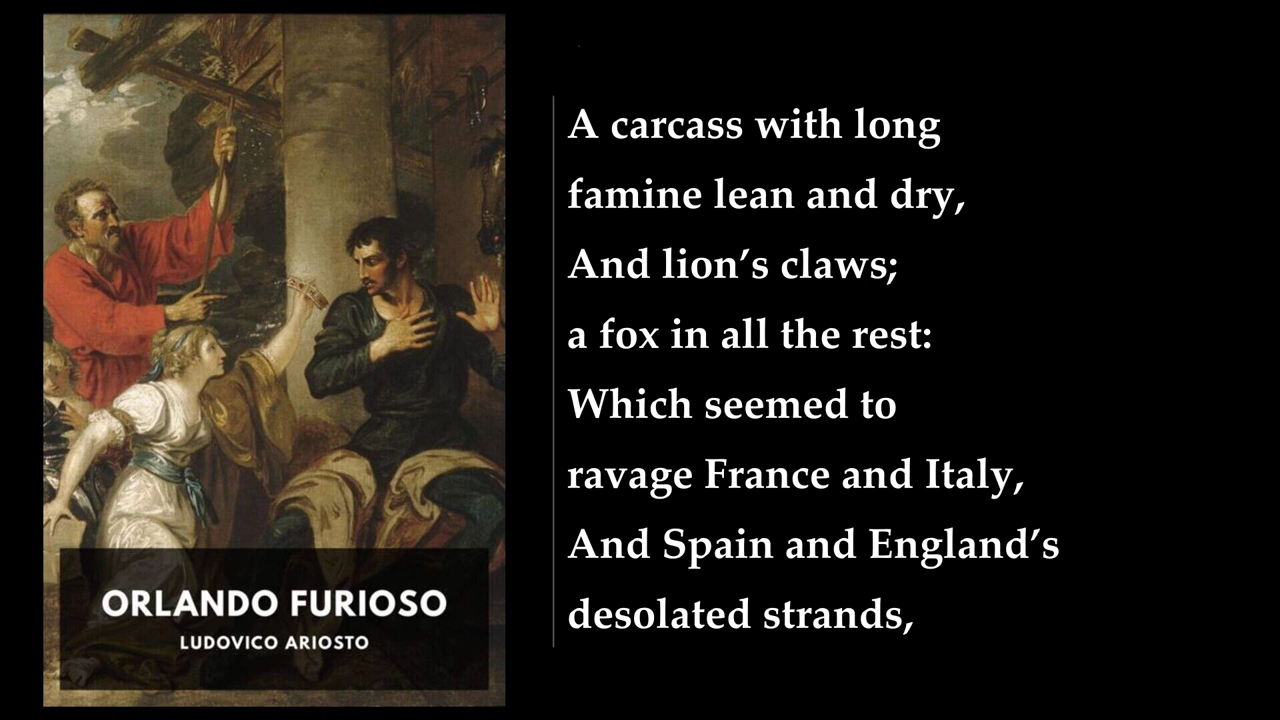 ORLANDO FURIOSO
LUDOVICO ARIOSTO
A carcass with long
famine lean and dry,
And lion’s claws;
a fox in all the rest:
Which seemed to
ravage France and Italy,
And Spain and England’s
desolated strands,